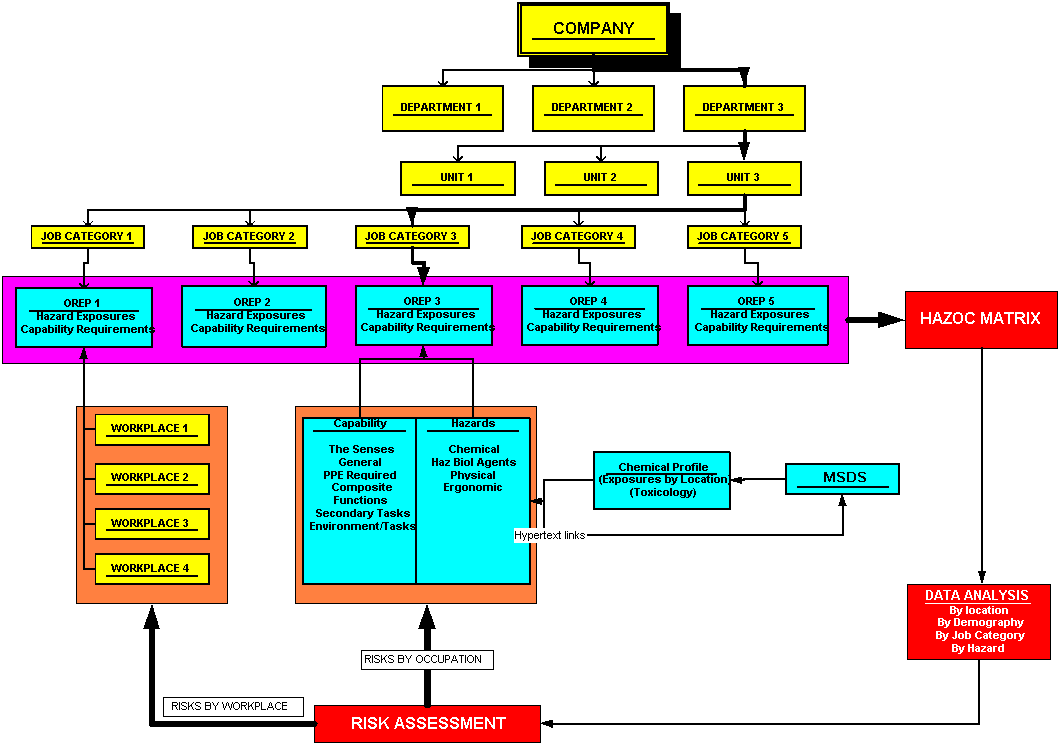 COMPANY
DEPARTMENT 1
DEPARTMENT 2
DEPARTMENT 3
UNIT 1
UNIT 2
UNIT 3
JOB CATEGORY 1
JOB CATEGORY 2
JOB CATEGORY 3
JOB CATEGORY 4
JOB CATEGORY 5
OREP 1
Hazard Exposures
Capability Requirements
OREP 2
Hazard Exposures
Capability Requirements
OREP 3
Hazard Exposures
Capability Requirements
OREP 4
Hazard Exposures
Capability Requirements
OREP 5
Hazard Exposures
Capability Requirements
HAZOC MATRIX
WORKPLACE 1
WORKPLACE 2
WORKPLACE 3
WORKPLACE 4
Capability
The Senses
General
PPE Required
Composite
Functions
Secondary Tasks
Environment/Tasks
Hazards
Chemical
Haz Biol Agents
Physical
Ergonomic
Chemical Profile
(Exposures by Location
(Toxicology)
MSDS
Hypertext links
DATA ANALYSIS
By location
By Demography
By Job Category
By Hazard
RISKS BY OCCUPATION
RISKS BY WORKPLACE
RISK ASSESSMENT